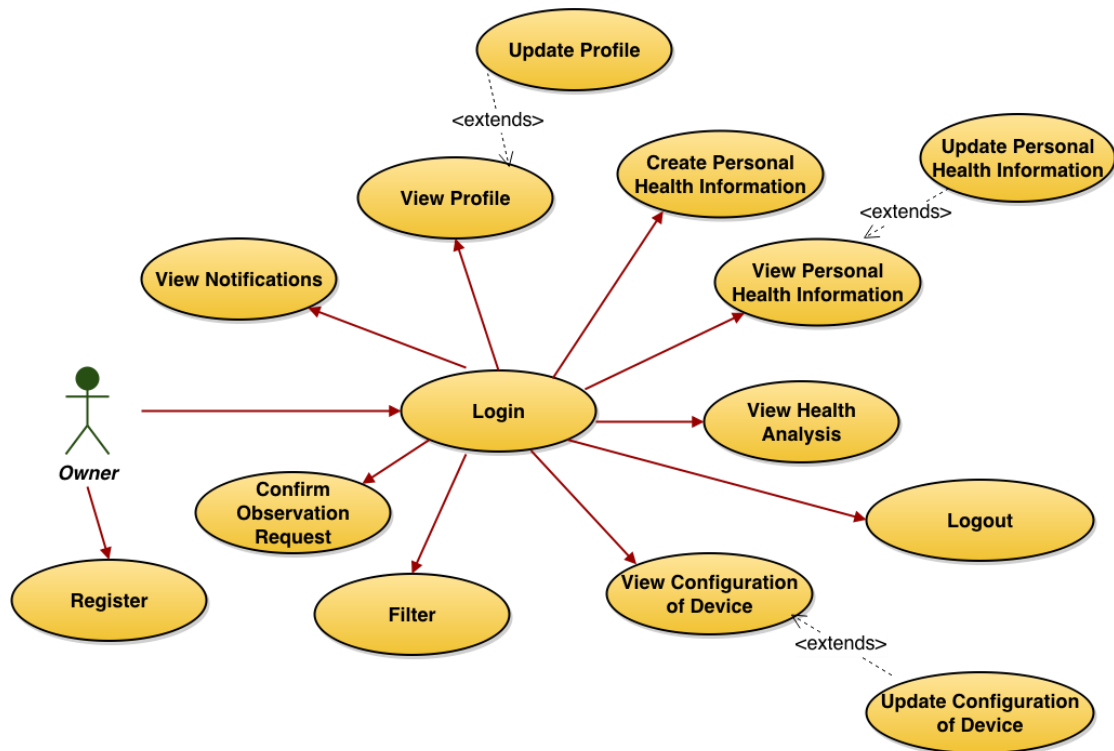 Update Profile
<extends>
Create Personal
Health Information
Update Personal
Health Information
View Profile
<extends>
View Notifications
View Personal
Health Information
Login
View Health
Analysis
Owner
Confirm
Observation
Request
Logout
Register
Filter
View Configuration
of Device
<extends>
Update Configuration
of Device